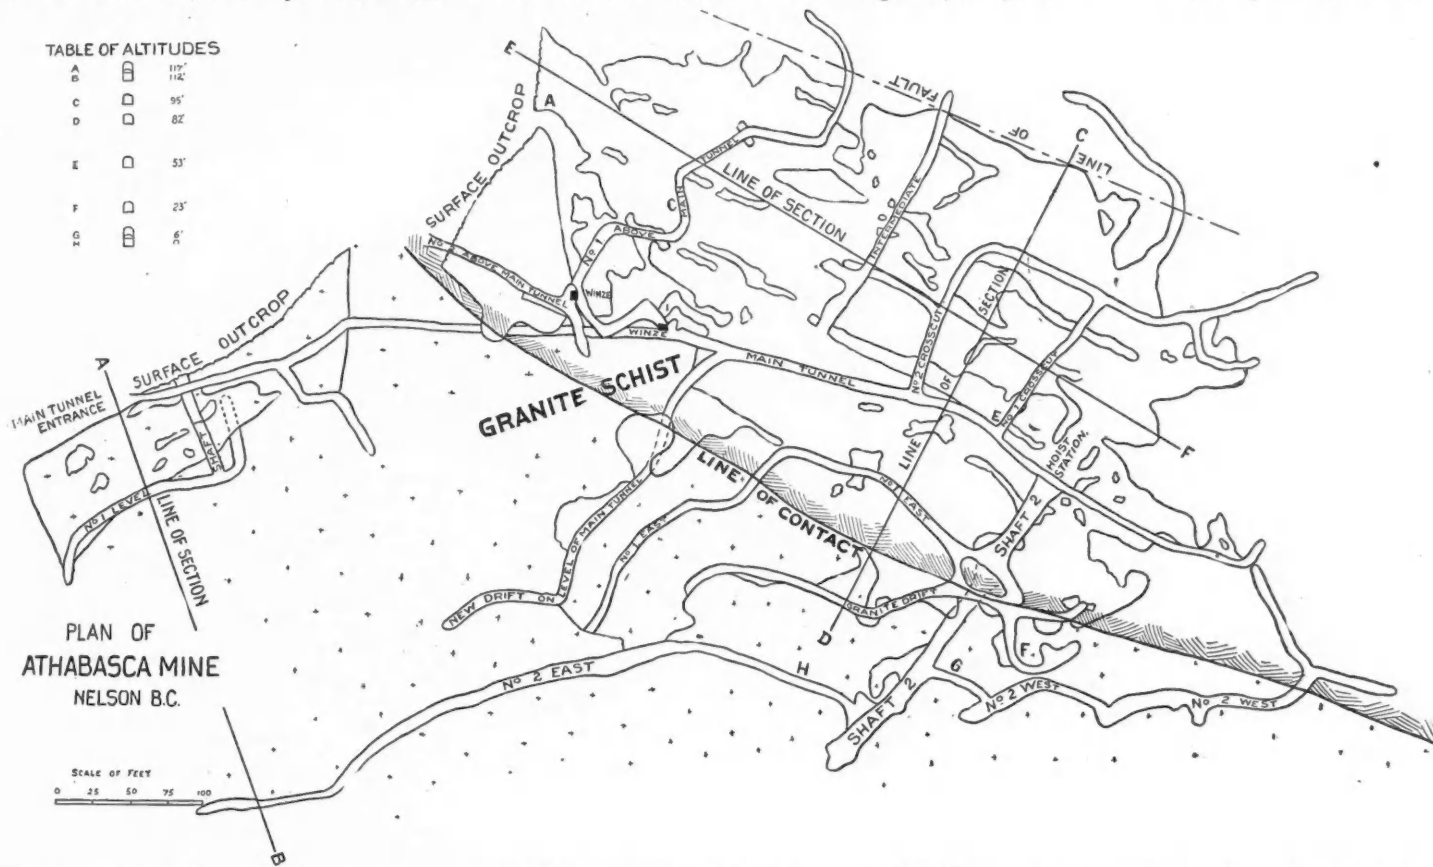 TABLE OF ALTITUDES
A 117'
B 112'
C 95'
D 82'
E 53'
F 23'
G 6'
H 0
E
A
SURFACE OUTCROP
FAULT
OF
LINE
C
LINE OF SECTION
No 1 ABOVE MAIN TUNNEL
C
INTERMEDIATE
ABOVE MAIN TUNNEL
WINZE
1
WINZE
SURFACE OUTCROP
A
MAIN TUNNEL
ENTRANCE
SHAFT
No 1 LEVEL
LINE OF SECTION
GRANITE SCHIST
MAIN TUNNEL
No 2 CROSSCUT
LINE OF SECTION
E
No 1 CROSSCUT
F
HOIST
STATION.
SHAFT 2
LINE OF CONTACT
No 1 EAST
No 1 EAST
NEW DRIFT ON LEVEL OF MAIN TUNNEL
GRANITE DRIFT
D
F.
G
H
No 2 EAST
SHAFT 2
No 2 WEST
No 2 WEST
PLAN OF
ATHABASCA MINE
NELSON B.C.
SCALE OF FEET
0 25 50 75 100
B